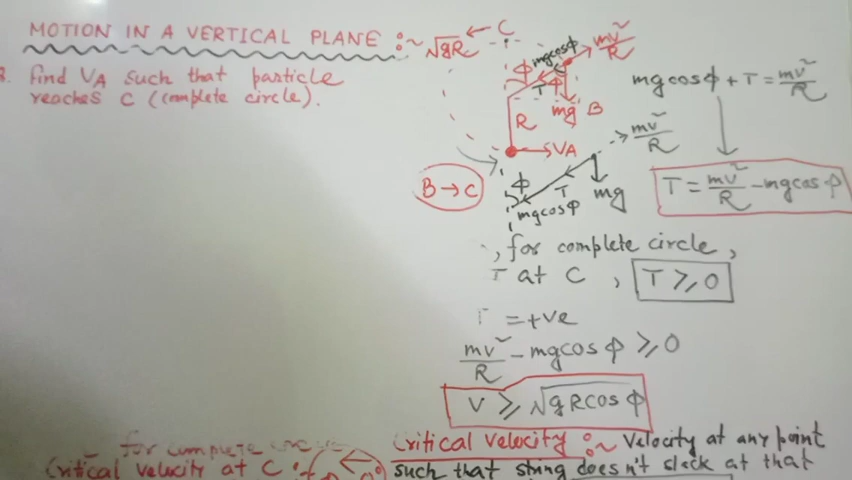 MOTION IN A VERTICAL PLANE :~
find VA such that particle
reaches C (complete circle).
√gR ← C
mv²/R
mgcosφ
φ
T φ
mg B
R
VA
mgcosφ + T = mv²/R
T = mv²/R - mgcosφ
B → C
mv²/R
φ
T
mg
mgcosφ
, for complete circle,
T at C , T ≥ 0
T = +ve
mv²/R - mgcosφ ≥ 0
V ≥ √gRcosφ
for complete
Critical velocity at C :~
Critical velocity :~ velocity at any point
such that string doesn't slack at that